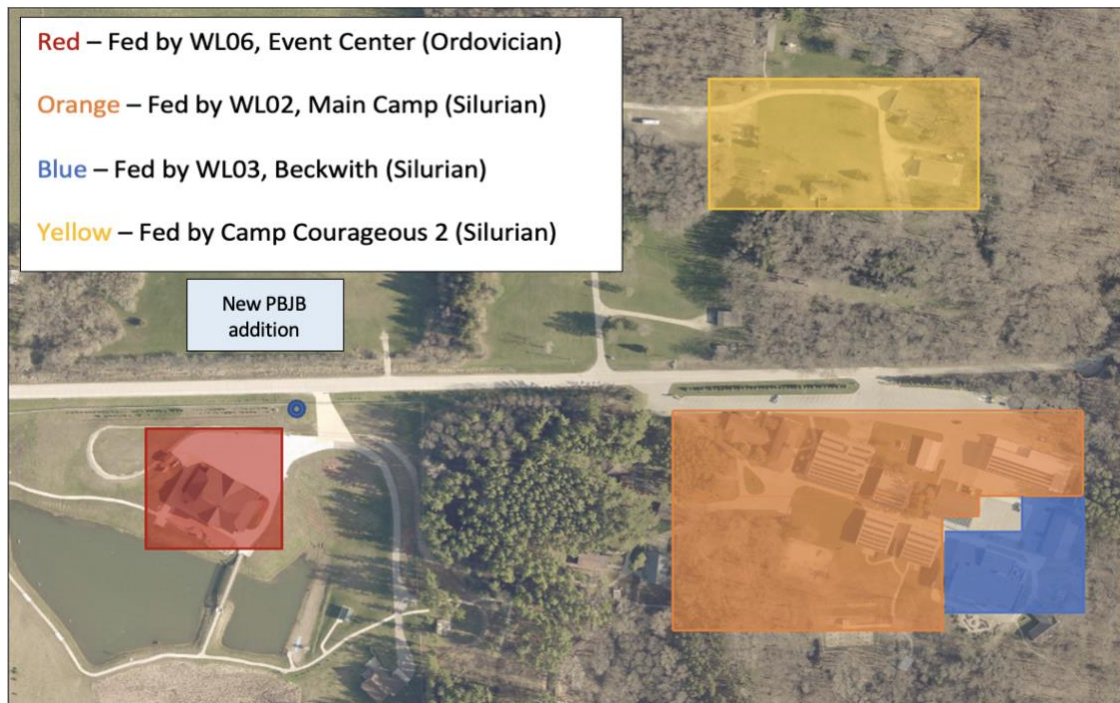 Red – Fed by WL06, Event Center (Ordovician)
Orange – Fed by WL02, Main Camp (Silurian)
Blue – Fed by WL03, Beckwith (Silurian)
Yellow – Fed by Camp Courageous 2 (Silurian)
New PBJB
addition